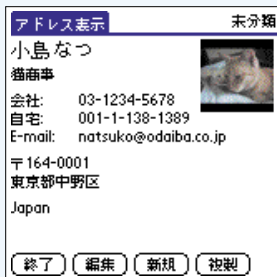 アドレス表示 未分類
小島 なつ
猫商事
会社: 03-1234-5678
自宅: 001-1-138-1389
E-mail: natsuko@odaiba.co.jp
〒164-0001
東京都中野区
Japan
終了 編集 新規 複製